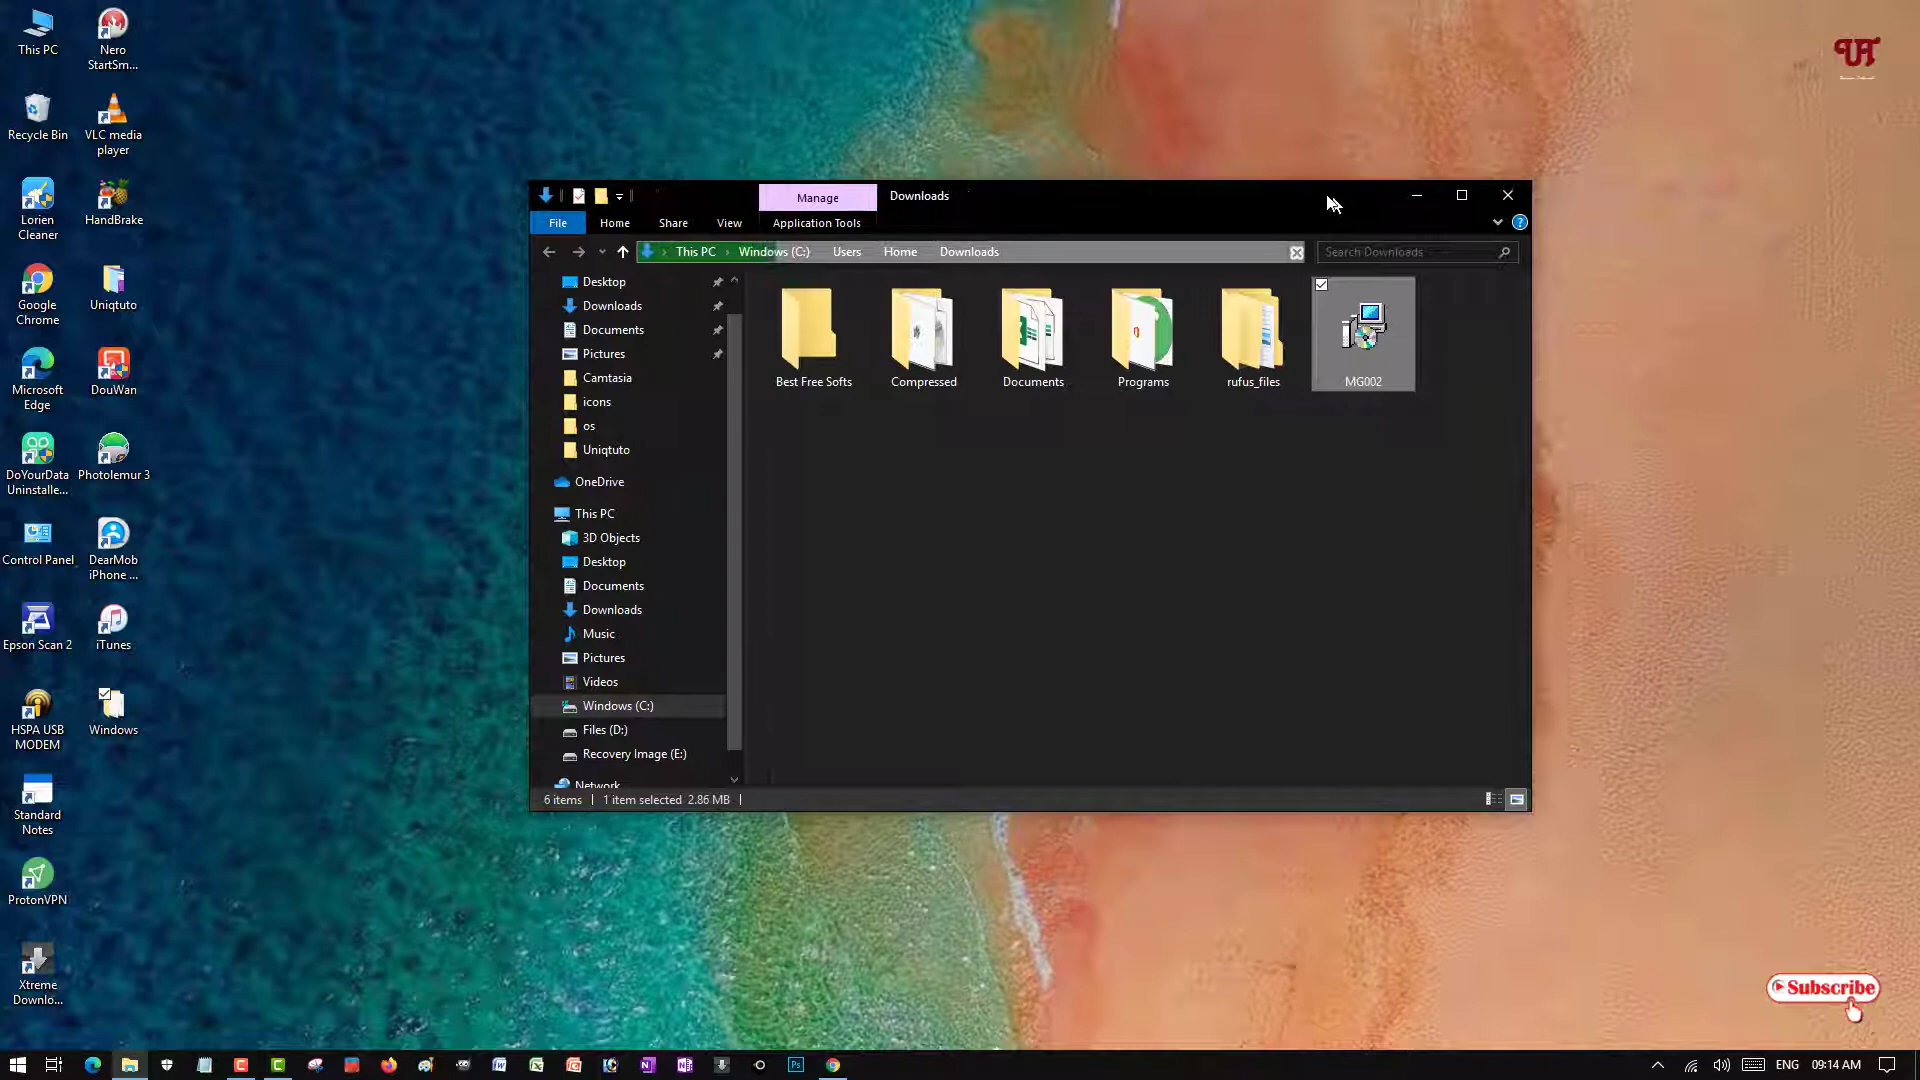 This PC
Nero
StartSm...
Recycle Bin
VLC media
player
Lorien
Cleaner
HandBrake
Google
Chrome
Uniqtuto
Microsoft
Edge
DouWan
DoYourData
Uninstalle...
Photolemur 3
Control Panel
DearMob
iPhone ...
Epson Scan 2
iTunes
HSPA USB
MODEM
Windows
Standard
Notes
ProtonVPN
Xtreme
Downlo...
UT
Manage
Downloads
File
Home
Share
View
Application Tools
This PC
Windows (C:)
Users
Home
Downloads
Search Downloads
Desktop
Downloads
Documents
Pictures
Camtasia
icons
os
Uniqtuto
OneDrive
This PC
3D Objects
Desktop
Documents
Downloads
Music
Pictures
Videos
Windows (C:)
Files (D:)
Recovery Image (E:)
Network
Best Free Softs
Compressed
Documents
Programs
rufus_files
MG002
6 items
1 item selected 2.86 MB
Subscribe
ENG
09:14 AM